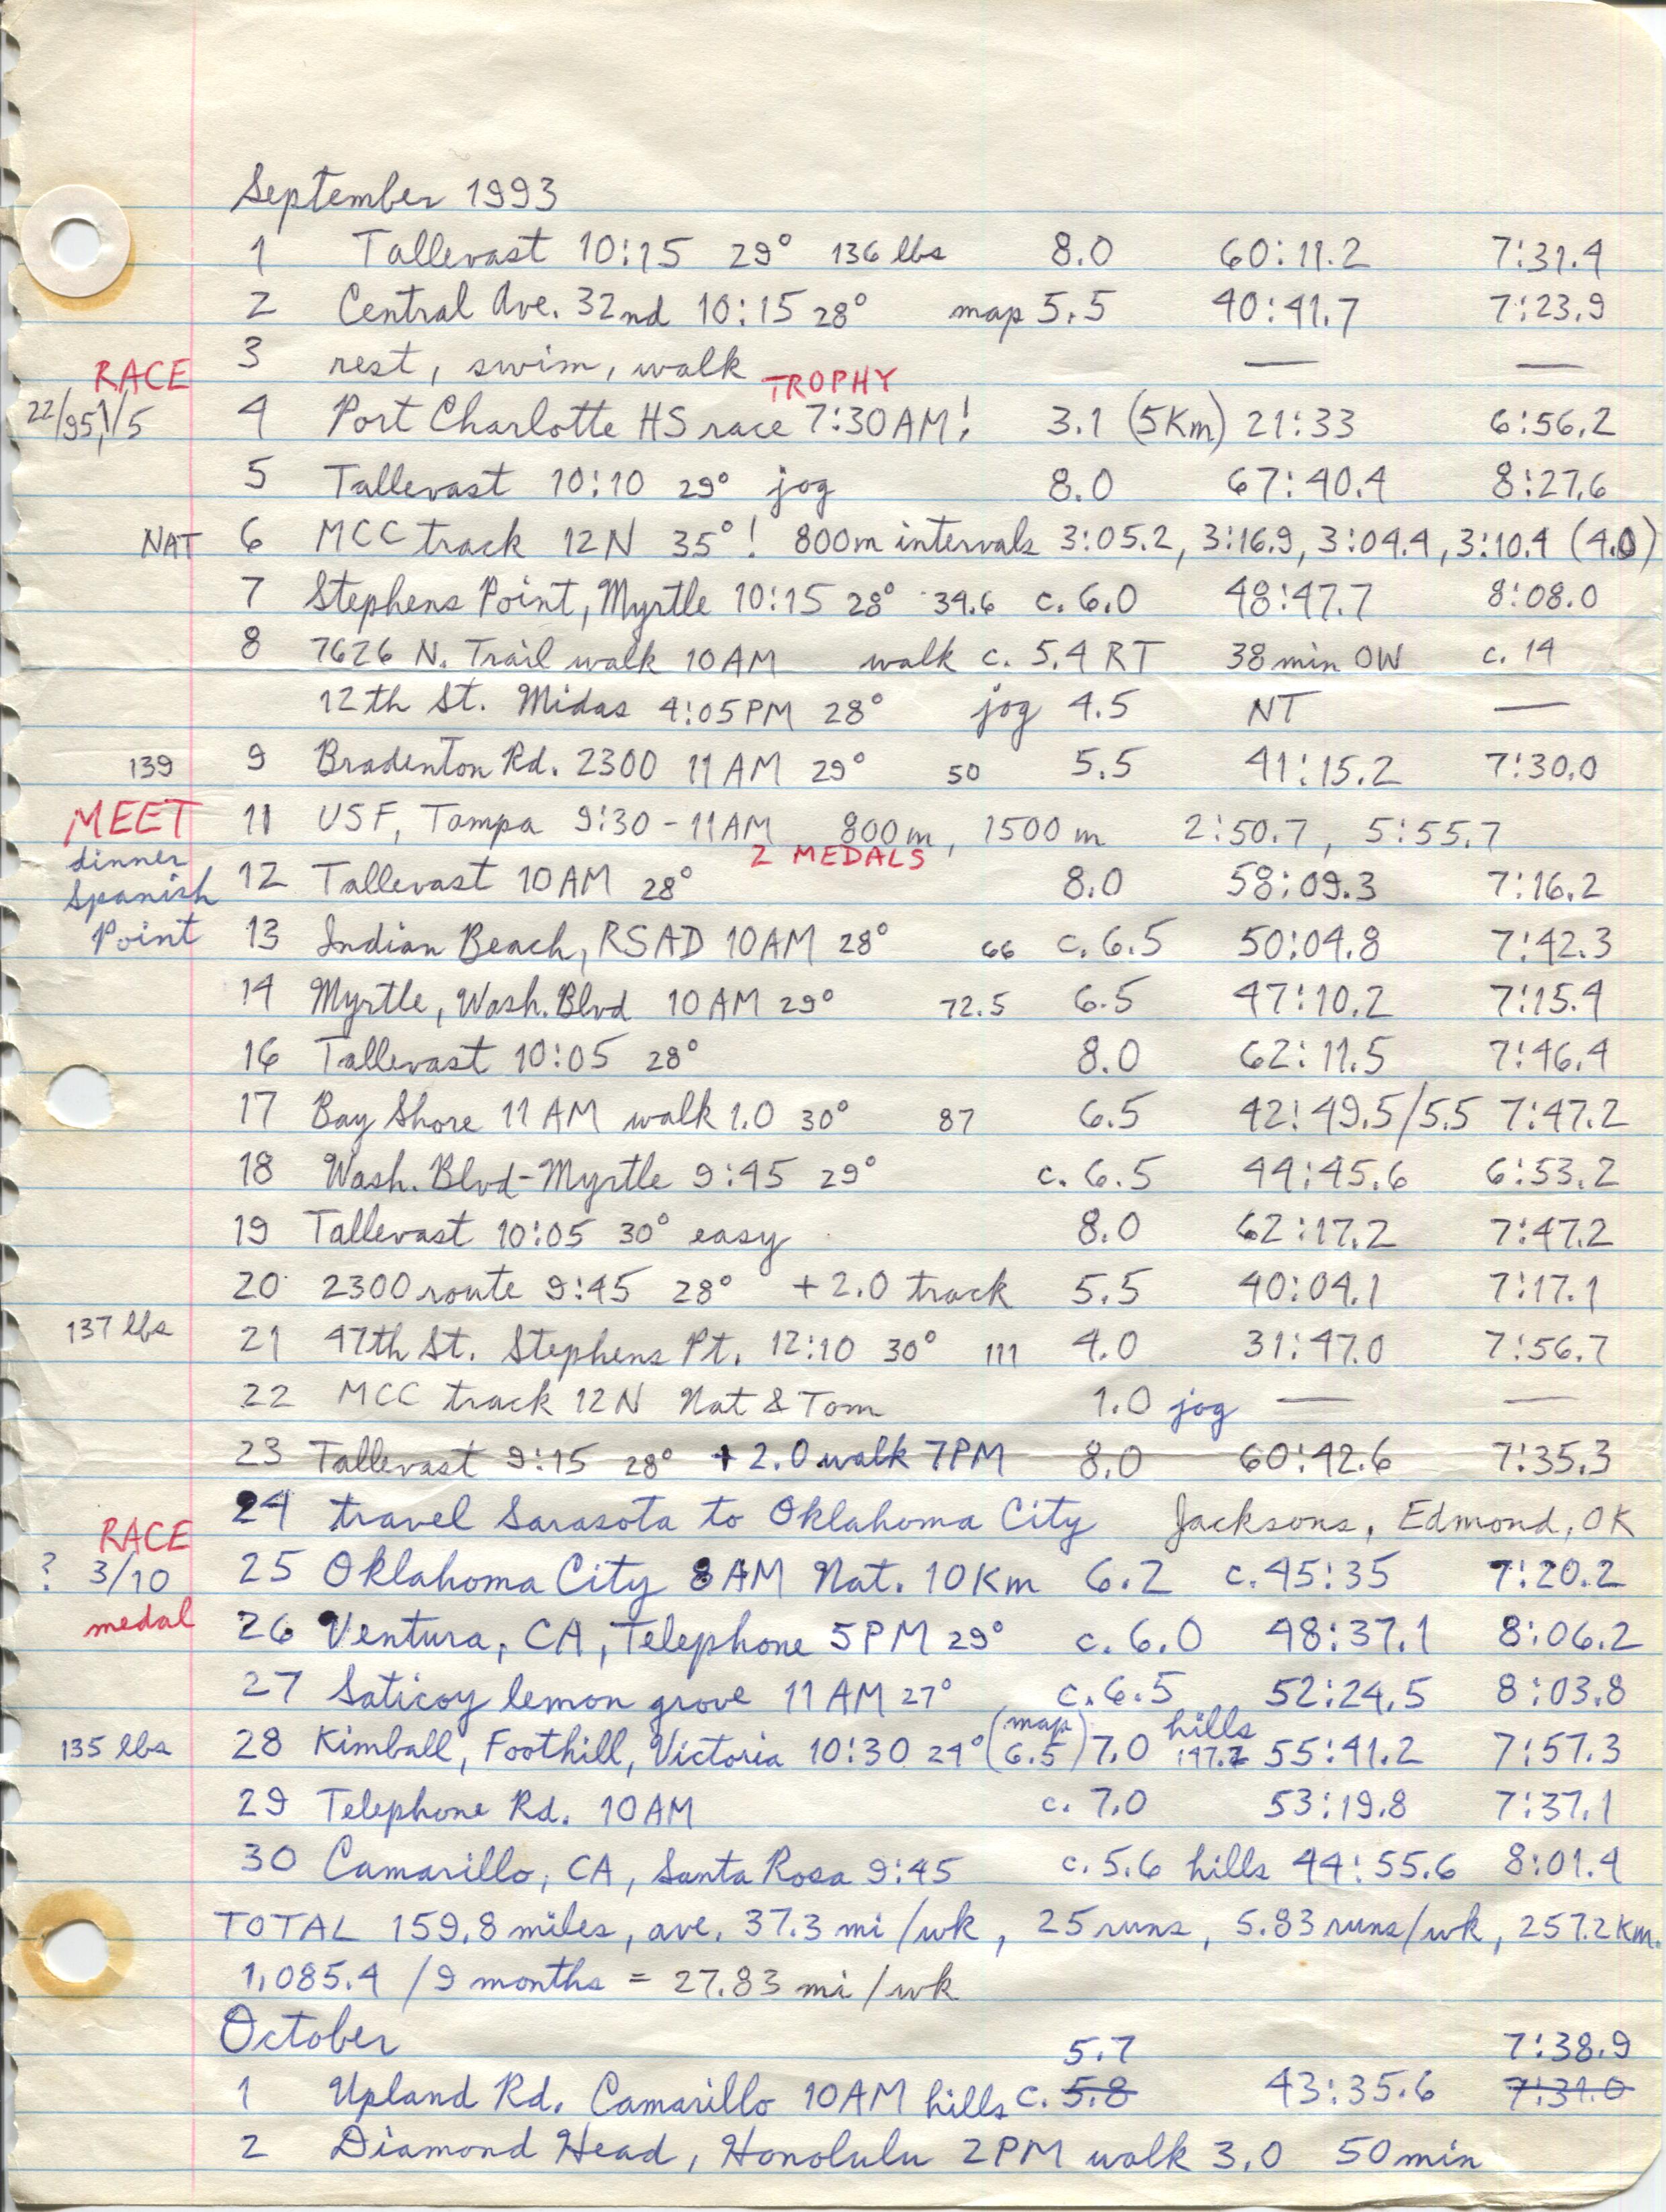 September 1993
1 Tallevast 10:15 29° 136 lbs 8.0 60:11.2 7:31.4
2 Central Ave. 32nd 10:15 28° map 5.5 40:41.7 7:23.9
3 rest, swim, walk — —
RACE TROPHY
22/95, 1/5 4 Port Charlotte HS race 7:30AM! 3.1 (5Km) 21:33 6:56.2
5 Tallevast 10:10 29° jog 8.0 67:40.4 8:27.6
NAT 6 MCC track 12N 35°! 800m intervals 3:05.2, 3:16.9, 3:04.4, 3:10.4 (4.0)
7 Stephens Point, Myrtle 10:15 28° 34.6 c. 6.0 48:47.7 8:08.0
8 7626 N. Trail walk 10AM walk c. 5.4 RT 38 min OW c. 14
12th St. Midas 4:05PM 28° jog 4.5 NT —
139 9 Bradenton Rd. 2300 11AM 29° 50 5.5 41:15.2 7:30.0
MEET 11 USF, Tampa 9:30-11AM 800m, 1500m 2:50.7, 5:55.7
dinner 2 MEDALS
Spanish 12 Tallevast 10AM 28° 8.0 58:09.3 7:16.2
Point 13 Indian Beach, RSAD 10AM 28° 66 c. 6.5 50:04.8 7:42.3
14 Myrtle, Wash. Blvd 10AM 29° 72.5 6.5 47:10.2 7:15.4
16 Tallevast 10:05 28° 8.0 62:11.5 7:46.4
17 Bay Shore 11AM walk 1.0 30° 87 6.5 42:49.5/5.5 7:47.2
18 Wash. Blvd-Myrtle 9:45 29° c. 6.5 44:45.6 6:53.2
19 Tallevast 10:05 30° easy 8.0 62:17.2 7:47.2
20 2300 route 9:45 28° +2.0 track 5.5 40:04.1 7:17.1
137 lbs 21 47th St. Stephens Pt. 12:10 30° 111 4.0 31:47.0 7:56.7
22 MCC track 12N Nat & Tom 1.0 jog — —
23 Tallevast 9:15 28° +2.0 walk 7PM 8.0 60:42.6 7:35.3
24 travel Sarasota to Oklahoma City Jacksons, Edmond, OK
RACE
? 3/10 25 Oklahoma City 8AM Nat. 10Km 6.2 c. 45:35 7:20.2
medal 26 Ventura, CA, Telephone 5PM 29° c. 6.0 48:37.1 8:06.2
27 Saticoy lemon grove 11AM 27° c. 6.5 52:24.5 8:03.8
135 lbs 28 Kimball, Foothill, Victoria 10:30 24° (map 6.5) 7.0 hills 147.2 55:41.2 7:57.3
29 Telephone Rd. 10AM c. 7.0 53:19.8 7:37.1
30 Camarillo, CA, Santa Rosa 9:45 c. 5.6 hills 44:55.6 8:01.4
TOTAL 159.8 miles, ave. 37.3 mi/wk, 25 runs, 5.83 runs/wk, 257.2 Km.
1,085.4 /9 months = 27.83 mi/wk
October
5.7 7:38.9
1 Upland Rd. Camarillo 10AM hills c. 5.8 43:35.6 7:31.0
2 Diamond Head, Honolulu 2PM walk 3.0 50 min